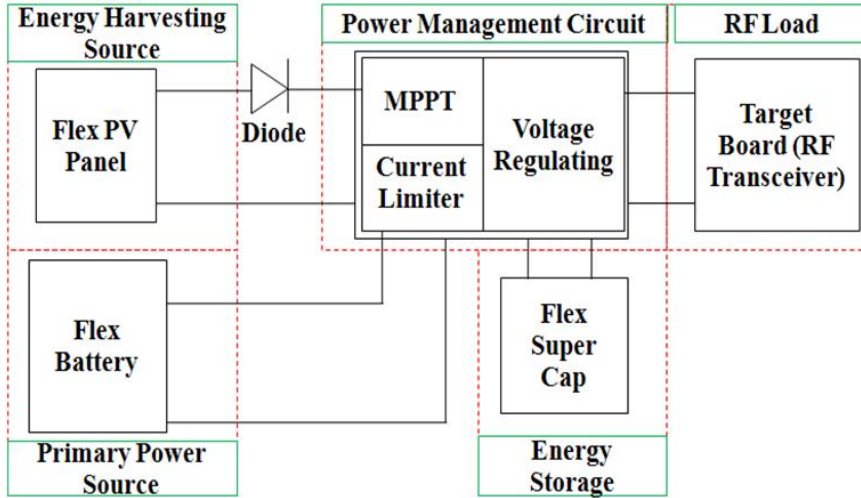 Energy Harvesting
Source
Power Management Circuit
RF Load
Flex PV
Panel
Diode
MPPT
Current
Limiter
Voltage
Regulating
Target
Board (RF
Transceiver)
Flex
Battery
Flex
Super
Cap
Primary Power
Source
Energy
Storage